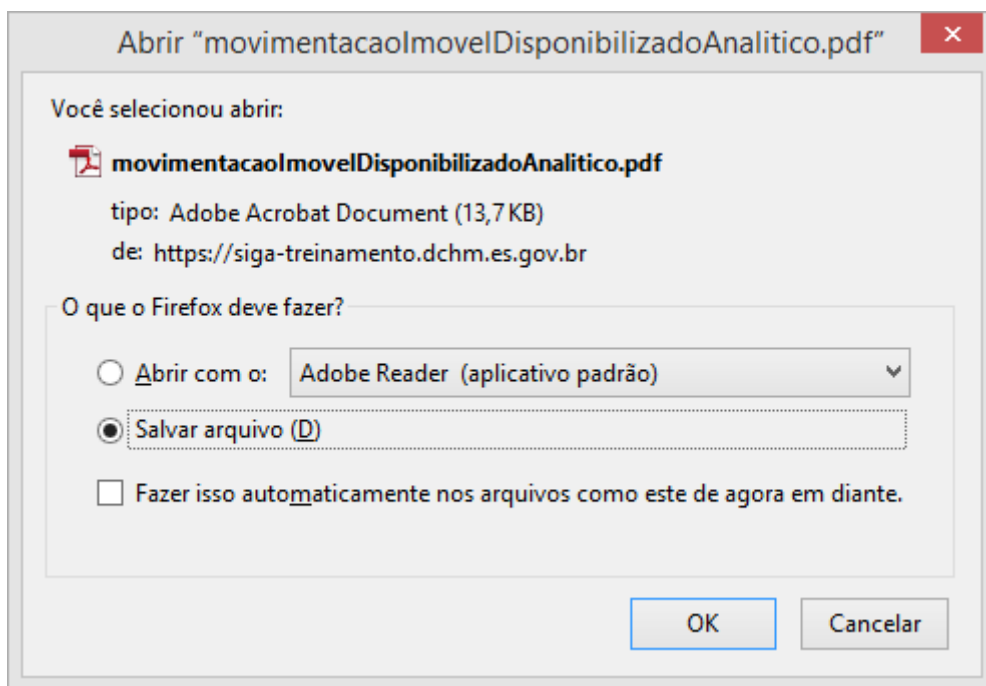 Abrir “movimentacaoImovelDisponibilizadoAnalitico.pdf”
Você selecionou abrir:
movimentacaoImovelDisponibilizadoAnalitico.pdf
tipo: Adobe Acrobat Document (13,7 KB)
de: https://siga-treinamento.dchm.es.gov.br
O que o Firefox deve fazer?
Abrir com o: Adobe Reader (aplicativo padrão)
Salvar arquivo (D)
Fazer isso automaticamente nos arquivos como este de agora em diante.
OK Cancelar